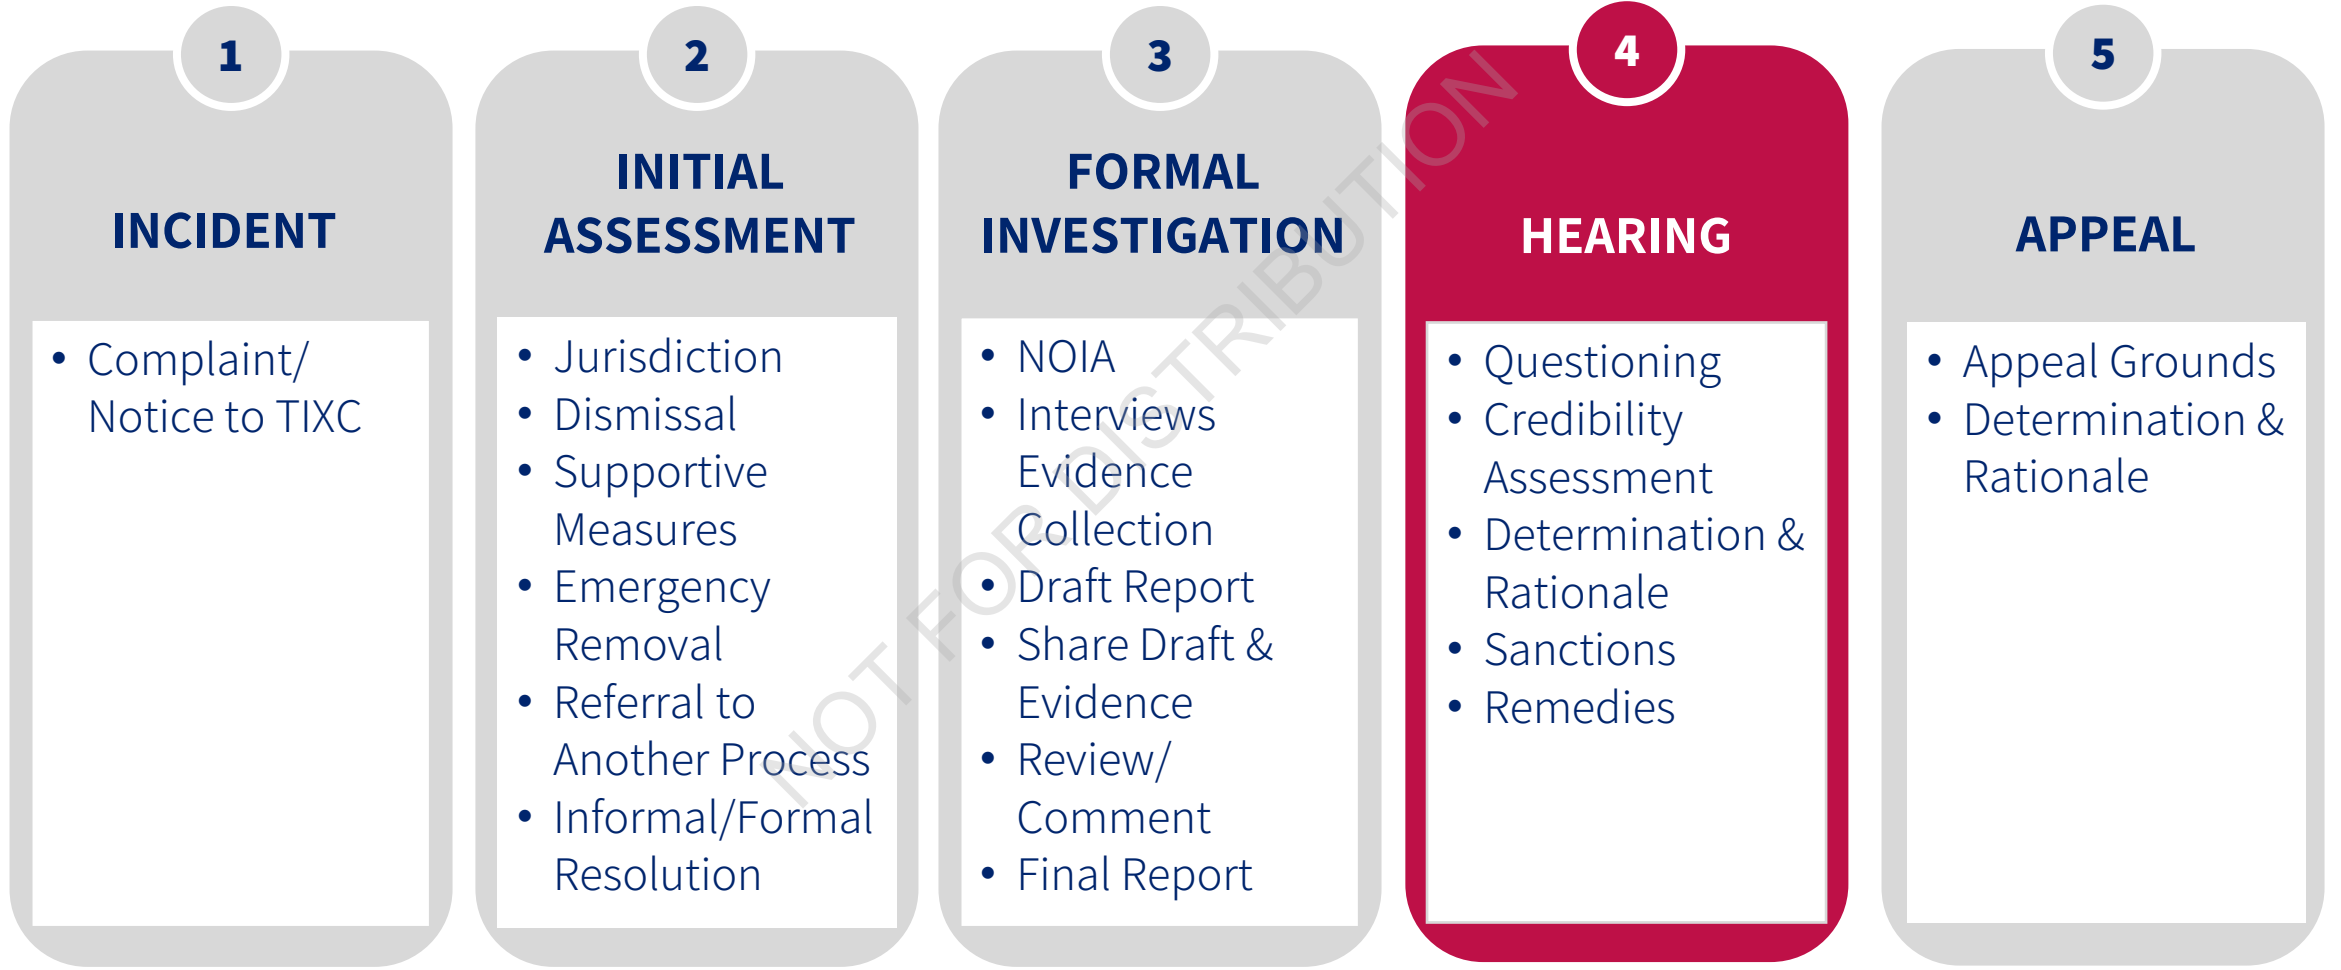 1
INCIDENT
• Complaint/
Notice to TIXC
2
INITIAL
ASSESSMENT
• Jurisdiction
• Dismissal
• Supportive
Measures
• Emergency
Removal
• Referral to
Another Process
• Informal/Formal
Resolution
3
FORMAL
INVESTIGATION
• NOIA
• Interviews
Evidence
Collection
• Draft Report
• Share Draft &
Evidence
• Review/
Comment
• Final Report
4
HEARING
• Questioning
• Credibility
Assessment
• Determination &
Rationale
• Sanctions
• Remedies
5
APPEAL
• Appeal Grounds
• Determination &
Rationale
NOT FOR DISTRIBUTION